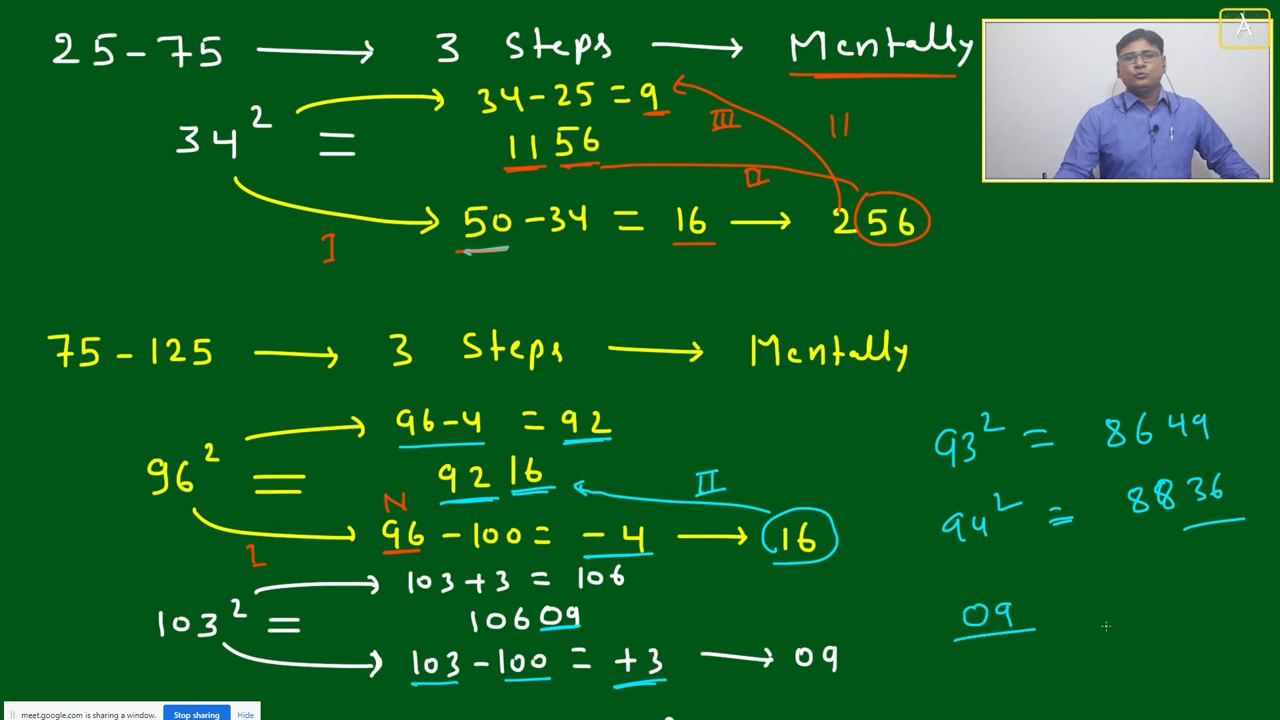 25-75 → 3 Steps → Mentally
A
34-25 = 9
III
11
34² = 1156
II
50-34 = 16 → 256
I
75-125 → 3 Steps → Mentally
96-4 = 92
93² = 8649
96² = 9216
II
94² = 8836
N
96-100 = -4 → 16
I
103+3 = 106
103² = 10609
09
103-100 = +3 → 09
meet.google.com is sharing a window. Stop sharing Hide